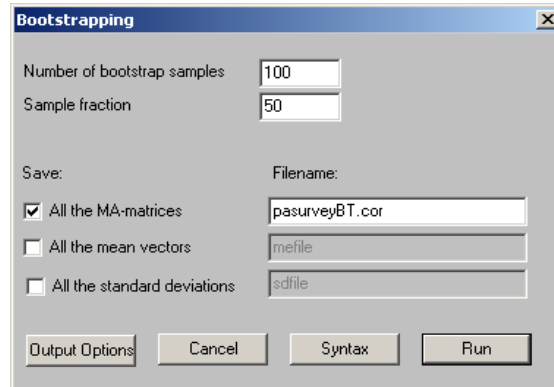 Bootstrapping
Number of bootstrap samples 100
Sample fraction 50
Save: Filename:
All the MA-matrices pasurveyBT.cor
All the mean vectors mefile
All the standard deviations sdfile
Output Options Cancel Syntax Run